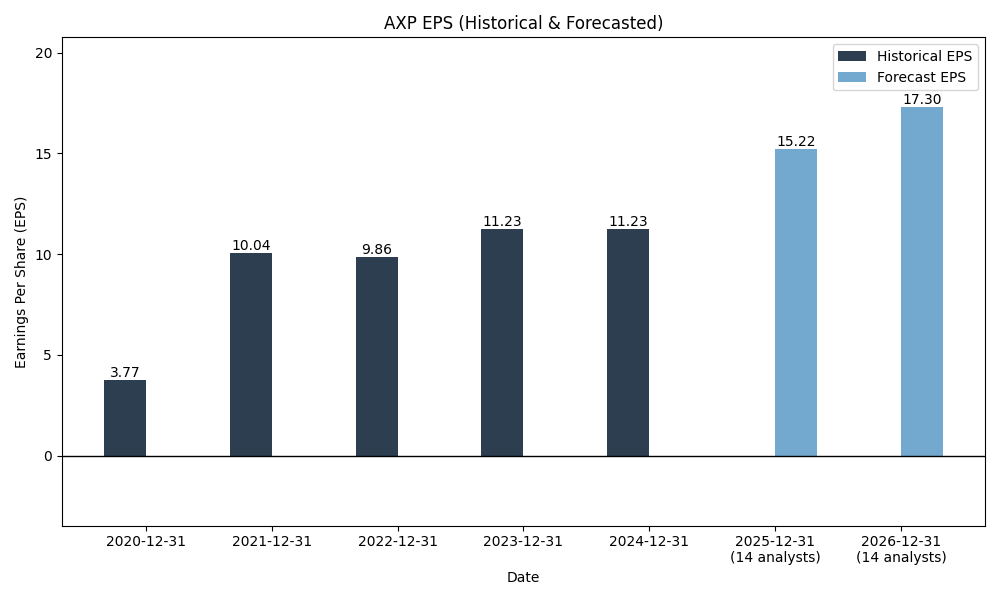 AXP EPS (Historical & Forecasted)
Historical EPS
Forecast EPS
Earnings Per Share (EPS)
20
15
10
5
0
3.77
10.04
9.86
11.23
11.23
15.22
17.30
2020-12-31
2021-12-31
2022-12-31
2023-12-31
2024-12-31
2025-12-31
(14 analysts)
2026-12-31
(14 analysts)
Date